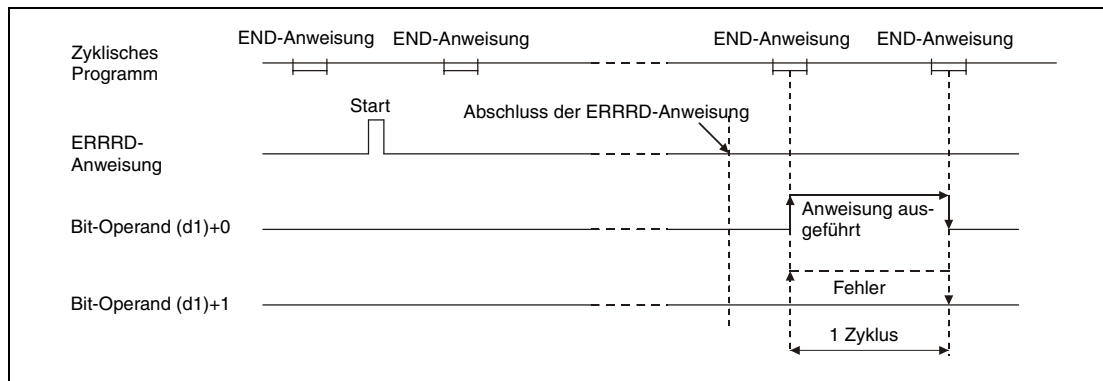 END-Anweisung END-Anweisung END-Anweisung END-Anweisung
Zyklisches
Programm
Start
Abschluss der ERRRD-Anweisung
ERRRD-
Anweisung
Bit-Operand (d1)+0
Anweisung aus-
geführt
Fehler
Bit-Operand (d1)+1
1 Zyklus